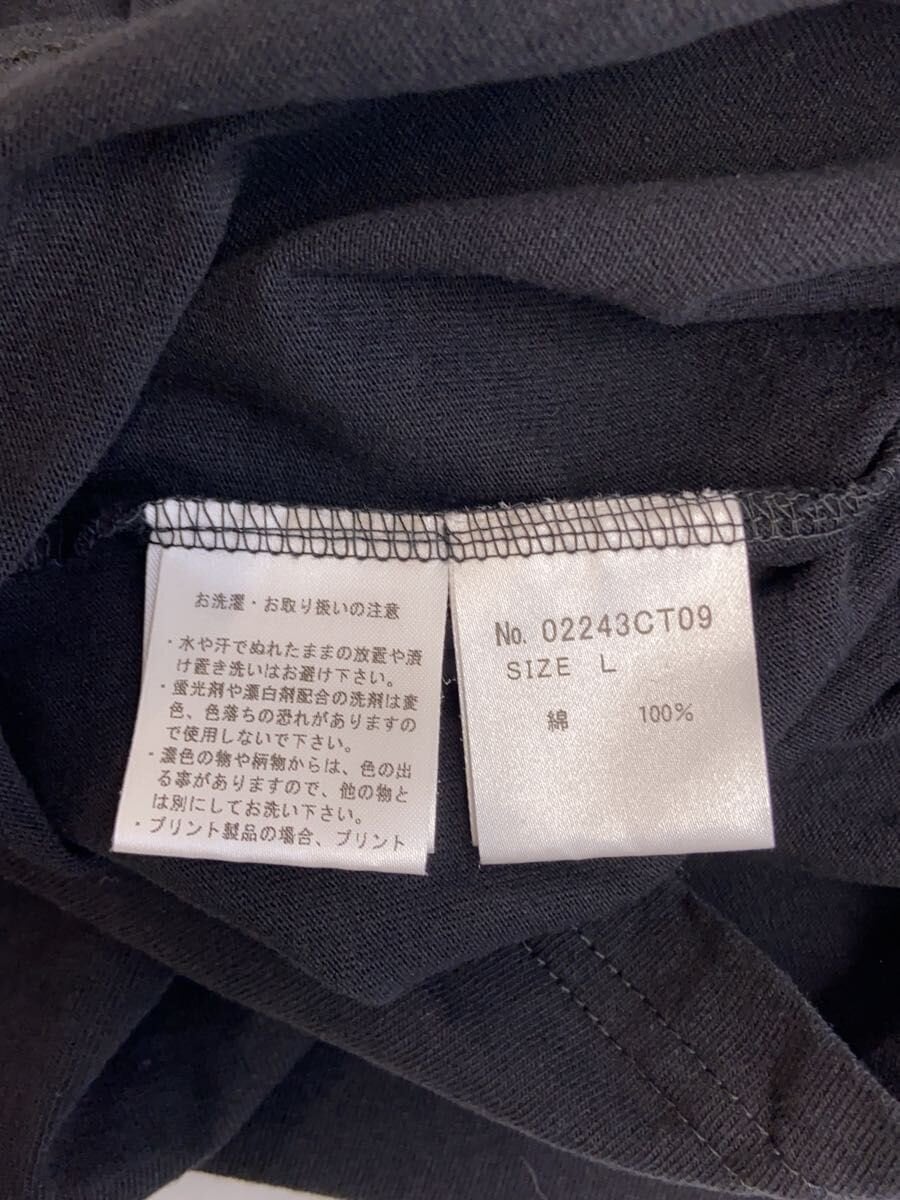 お洗濯・お取り扱いの注意
・水や汗でぬれたままの放置や漬
け置き洗いはお避け下さい。
・蛍光剤や漂白剤配合の洗剤は変
色、色落ちの恐れがありますの
で使用しないで下さい。
・濃色の物や柄物からは、色の出
る事がありますので、他の物と
は別にしてお洗い下さい。
・プリント製品の場合、プリント
No. 02243CT09
SIZE L
綿 100%